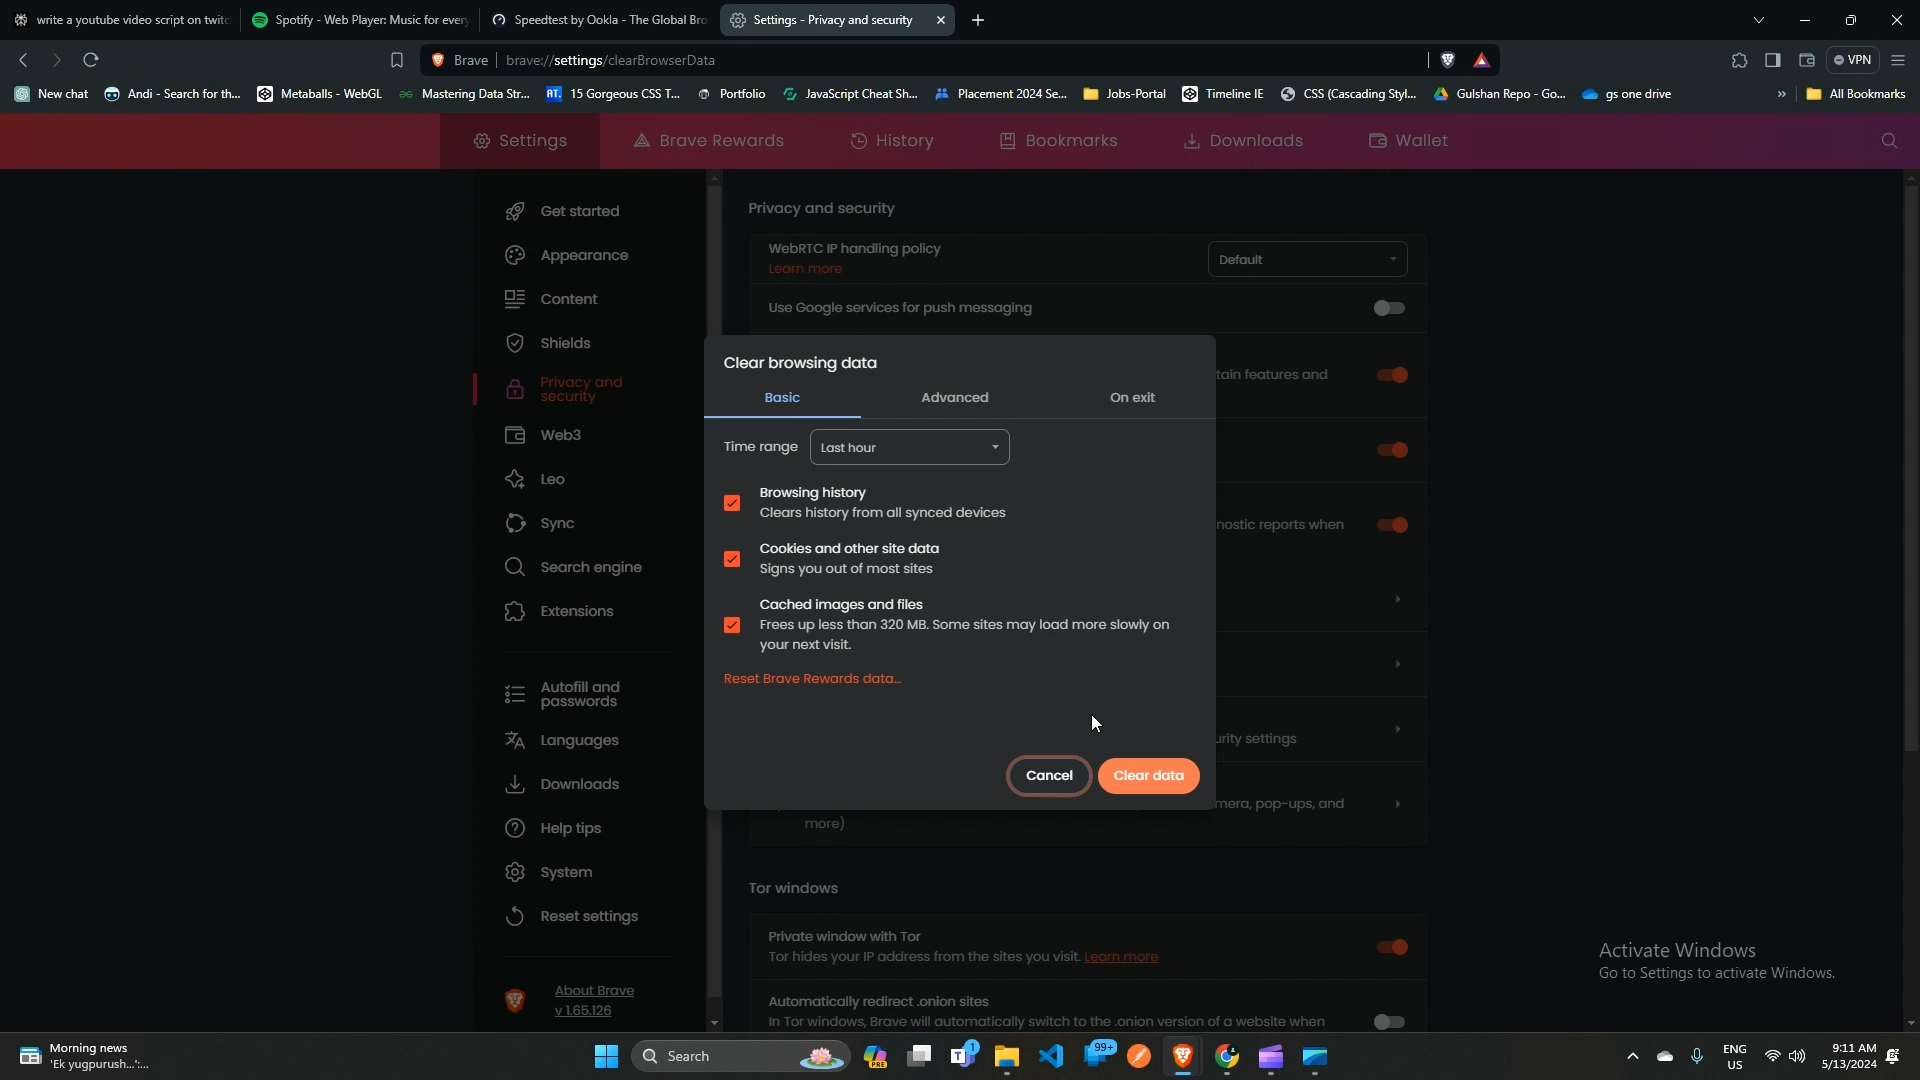 write a youtube video script on twitc
Spotify - Web Player: Music for every
Speedtest by Ookla - The Global Bro
Settings - Privacy and security
Brave
brave://settings/clearBrowserData
VPN
New chat
Andi - Search for th...
Metaballs - WebGL
Mastering Data Str...
15 Gorgeous CSS T...
Portfolio
JavaScript Cheat Sh...
Placement 2024 Se...
Jobs-Portal
Timeline IE
CSS (Cascading Styl...
Gulshan Repo - Go...
gs one drive
»
All Bookmarks
Settings
Brave Rewards
History
Bookmarks
Downloads
Wallet
Get started
Appearance
Content
Shields
Privacy and
security
Web3
Leo
Sync
Search engine
Extensions
Autofill and
passwords
Languages
Downloads
Help tips
System
Reset settings
About Brave
v 1.65.126
Privacy and security
WebRTC IP handling policy
Learn more
Default
Use Google services for push messaging
tain features and
nostic reports when
urity settings
mera, pop-ups, and
more)
Clear browsing data
Basic
Advanced
On exit
Time range
Last hour
Browsing history
Clears history from all synced devices
Cookies and other site data
Signs you out of most sites
Cached images and files
Frees up less than 320 MB. Some sites may load more slowly on
your next visit.
Reset Brave Rewards data...
Cancel
Clear data
Tor windows
Private window with Tor
Tor hides your IP address from the sites you visit. Learn more
Automatically redirect .onion sites
In Tor windows, Brave will automatically switch to the .onion version of a website when
Activate Windows
Go to Settings to activate Windows.
Morning news
'Ek yugpurush...':...
Search
PRE
1
99+
ENG
US
9:11 AM
5/13/2024